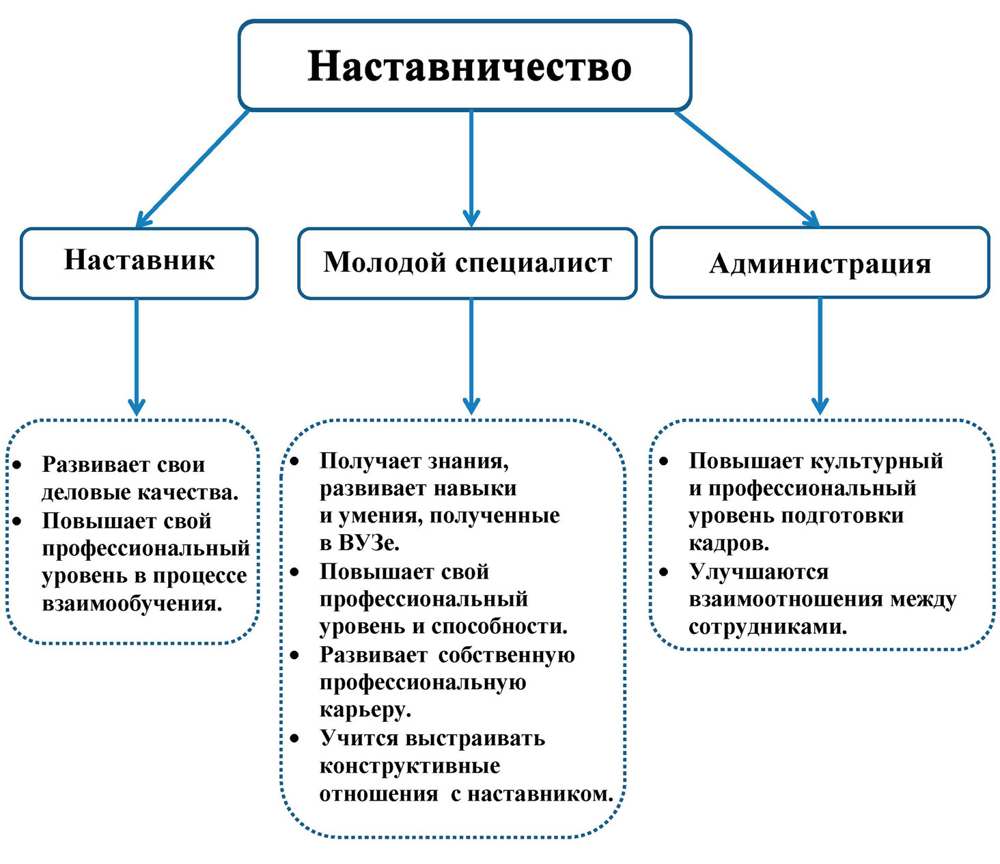 Наставничество
Наставник
Молодой специалист
Администрация
• Развивает свои
деловые качества.
• Повышает свой
профессиональный
уровень в процессе
взаимообучения.
• Получает знания,
развивает навыки
и умения, полученные
в ВУЗе.
• Повышает свой
профессиональный
уровень и способности.
• Развивает собственную
профессиональную
карьеру.
• Учится выстраивать
конструктивные
отношения с наставником.
• Повышает культурный
и профессиональный
уровень подготовки
кадров.
• Улучшаются
взаимоотношения между
сотрудниками.